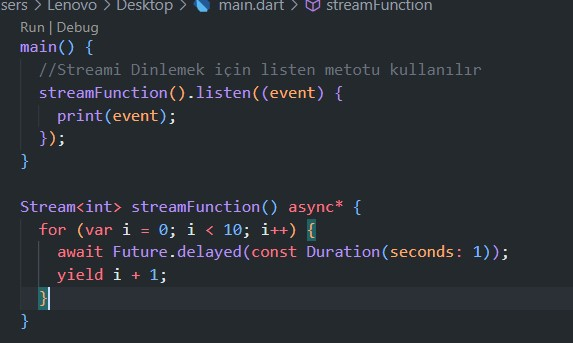 sers > Lenovo > Desktop > main.dart > streamFunction
Run | Debug
main() {
  //Streami Dinlemek için listen metotu kullanılır
  streamFunction().listen((event) {
    print(event);
  });
}

Stream<int> streamFunction() async* {
  for (var i = 0; i < 10; i++) {
    await Future.delayed(const Duration(seconds: 1));
    yield i + 1;
  }
}